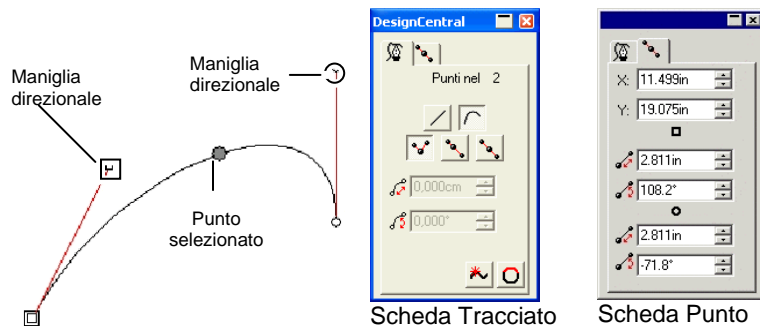 Maniglia
direzionale
Maniglia
direzionale
Punto
selezionato
DesignCentral
Punti nel 2
0,000cm
0,000°
Scheda Tracciato
X: 11.499in
Y: 19.075in
2.811in
108.2°
2.811in
-71.8°
Scheda Punto